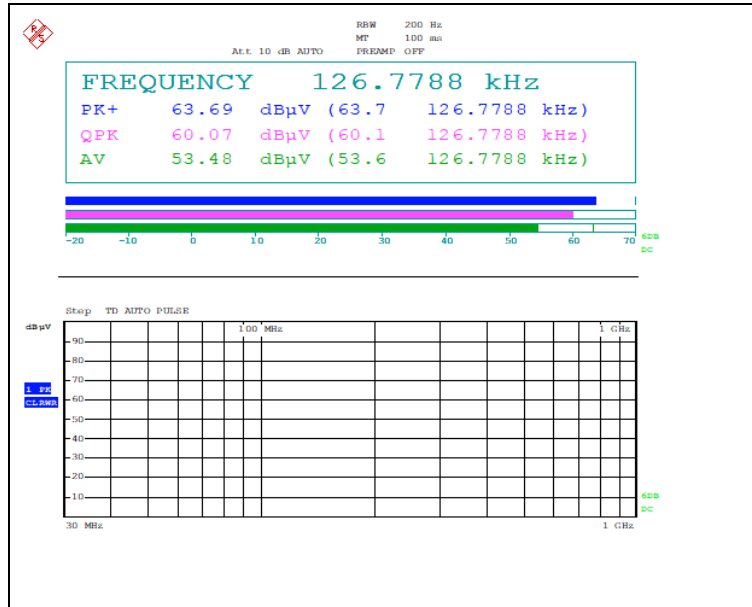 R S
RBW 200 Hz
MT 100 ms
Att 10 dB AUTO PREAMP OFF
FREQUENCY 126.7788 kHz
PK+ 63.69 dBµV (63.7 126.7788 kHz)
QPK 60.07 dBµV (60.1 126.7788 kHz)
AV 53.48 dBµV (53.6 126.7788 kHz)
-20 -10 0 10 20 30 40 50 60 70
6DB
DC
Step TD AUTO PULSE
dBµV
100 MHz 1 GHz
90
80
70
1 PK
CLRWR
60
50
40
30
20
10
6DB
DC
30 MHz 1 GHz